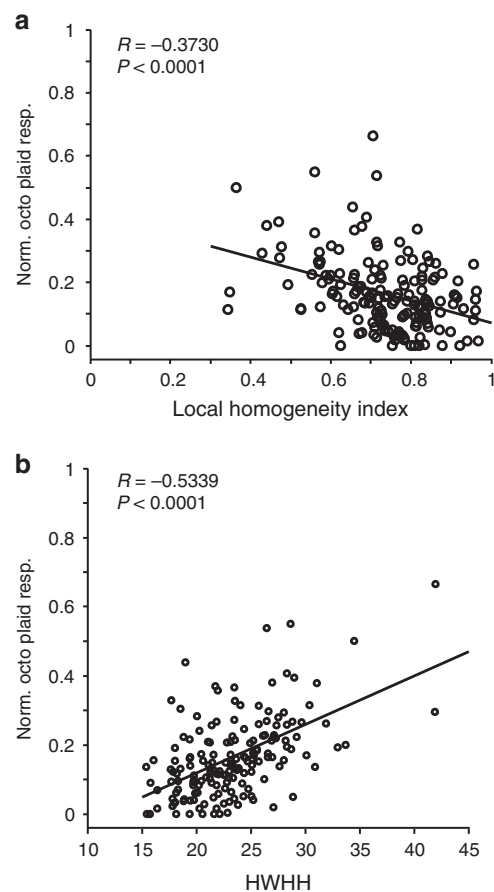 a
R = –0.3730
P < 0.0001
Norm. octo plaid resp.
1
0.8
0.6
0.4
0.2
0
0 0.2 0.4 0.6 0.8 1
Local homogeneity index
b
R = –0.5339
P < 0.0001
Norm. octo plaid resp.
1
0.8
0.6
0.4
0.2
0
10 15 20 25 30 35 40 45
HWHH